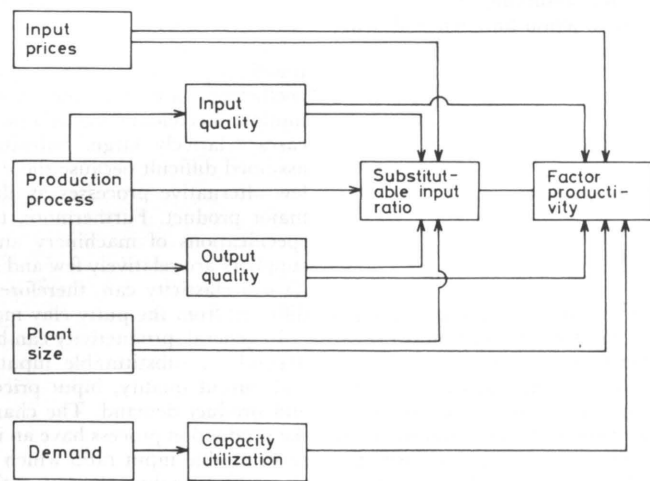 Input
prices
Input
quality
Production
process
Substitut-
able input
ratio
Factor
producti-
vity
Output
quality
Plant
size
Demand
Capacity
utilization